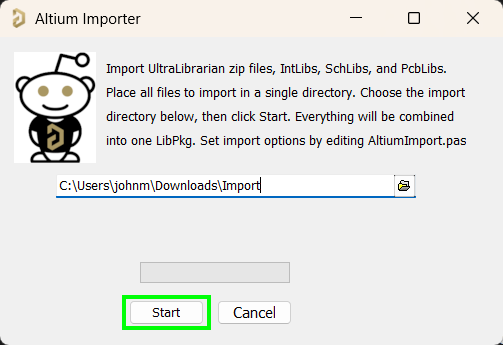 Altium Importer
Import UltraLibrarian zip files, IntLibs, SchLibs, and PcbLibs.
Place all files to import in a single directory. Choose the import
directory below, then click Start. Everything will be combined
into one LibPkg. Set import options by editing AltiumImport.pas
C:\Users\johnm\Downloads\Import
Start Cancel